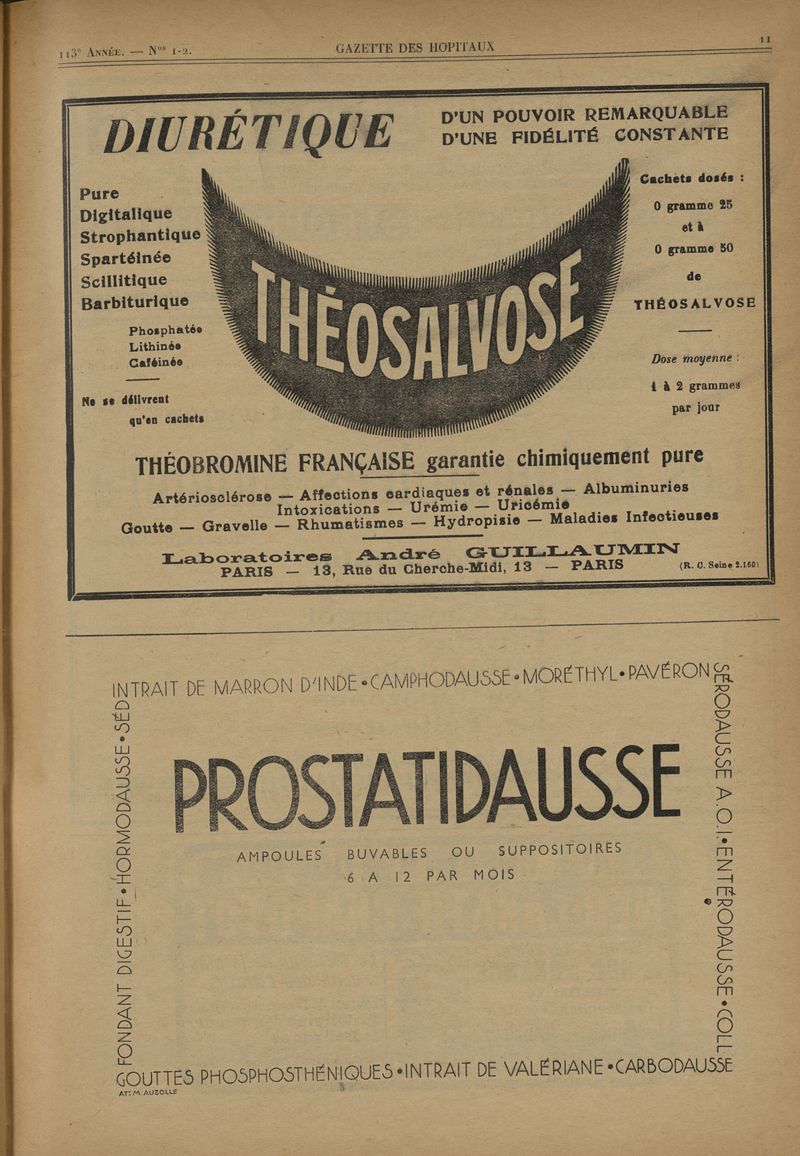 113e ANNÉE. — Nos 1-2.
GAZETTE DES HOPITAUX
11
DIURÉTIQUE
D'UN POUVOIR REMARQUABLE
D'UNE FIDÉLITÉ CONSTANTE
Pure
Digitalique
Strophantique
Spartéinée
Scillitique
Barbiturique
Phosphatée
Lithinée
Caféinée
Ne se délivrent
qu'en cachets
THÉOSALVOSE
Cachets dosés :
0 gramme 25
et à
0 gramme 50
de
THÉOSALVOSE
Dose moyenne :
1 à 2 grammes
par jour
THÉOBROMINE FRANÇAISE garantie chimiquement pure
Artériosclérose — Affections cardiaques et rénales — Albuminuries
Intoxications — Urémie — Uricémie
Goutte — Gravelle — Rhumatismes — Hydropisie — Maladies Infectieuses
Laboratoires André GUILLAUMIN
PARIS — 13, Rue du Cherche-Midi, 13 — PARIS
(R. C. Seine 2.160)
INTRAIT DE MARRON D'INDE • CAMPHODAUSSE • MORÉTHYL • PAVÉRON
SÉRODAUSSE A.O.I. • ENTÉRODAUSSE • COLL
FONDANT DIGESTIF • HORMODAUSSE • SÉD
PROSTATIDAUSSE
AMPOULES BUVABLES OU SUPPOSITOIRES
6 A 12 PAR MOIS
GOUTTES PHOSPHOSTHÉNIQUES • INTRAIT DE VALÉRIANE • CARBODAUSSE
AT: M. AUZOLLE